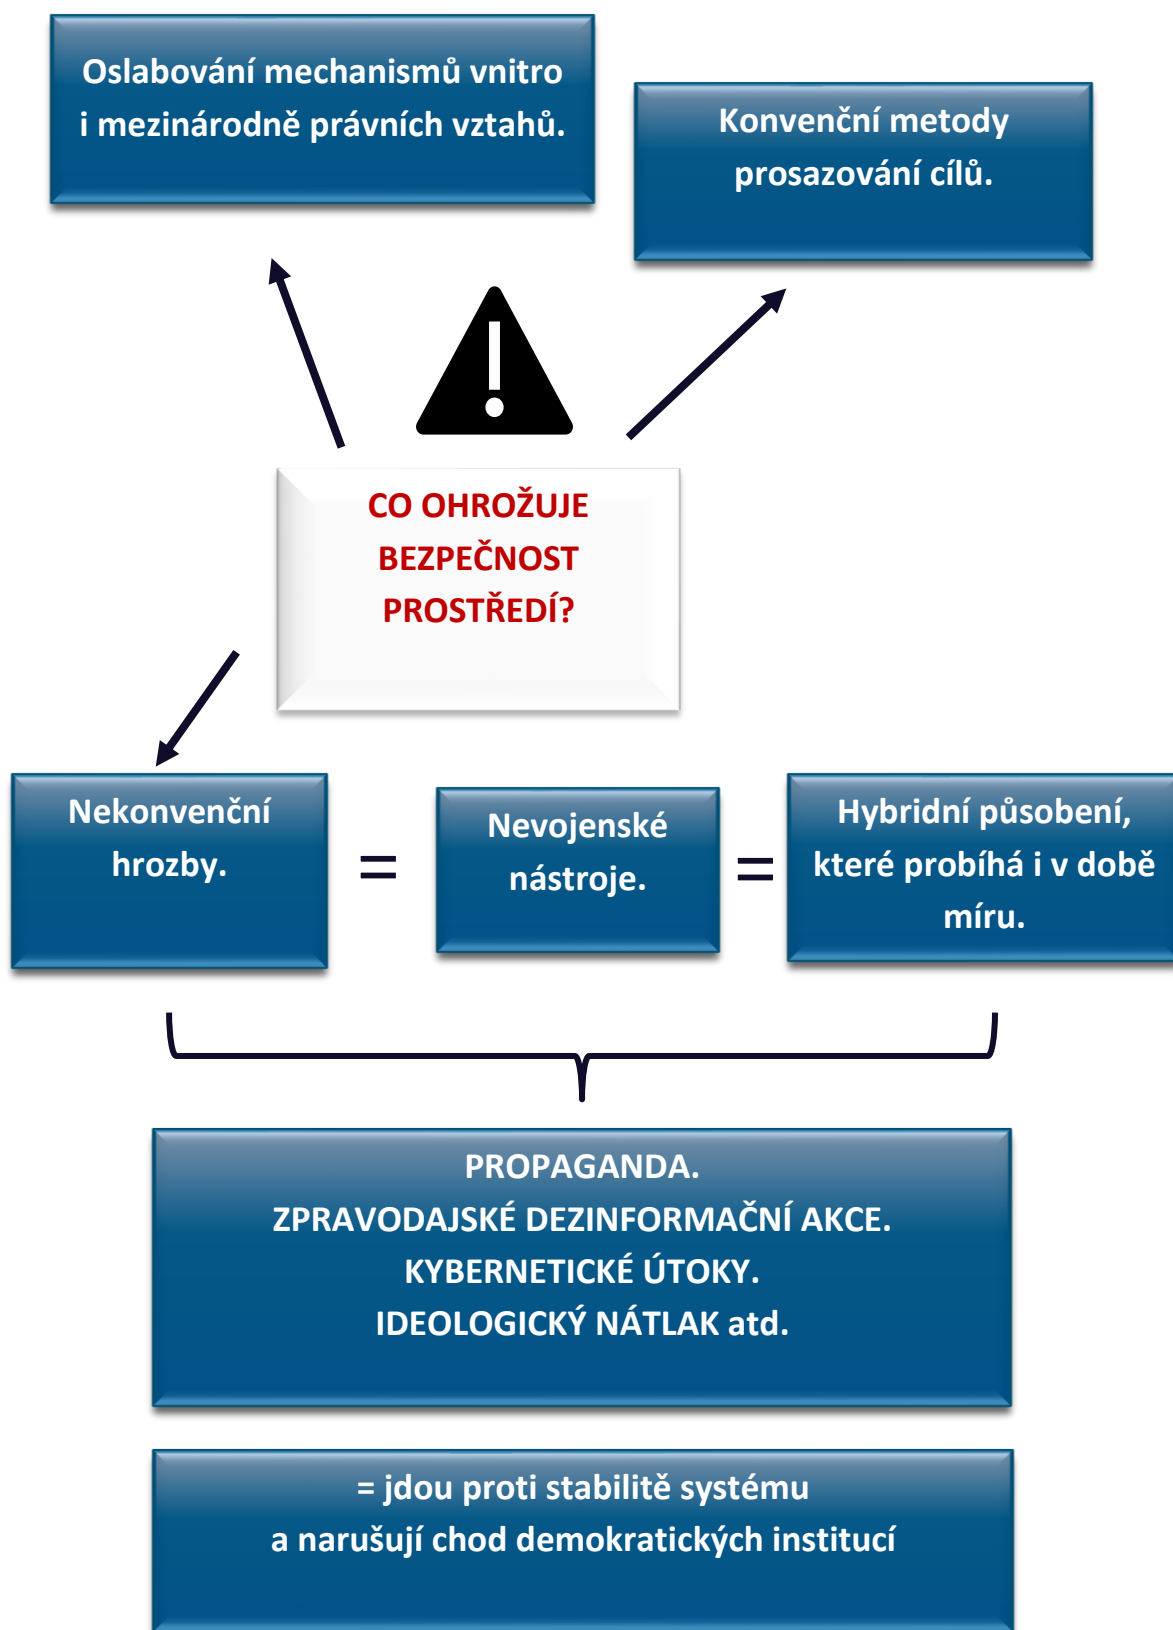 Oslabování mechanismů vnitro
i mezinárodně právních vztahů.
Konvenční metody
prosazování cílů.
CO OHROŽUJE
BEZPEČNOST
PROSTŘEDÍ?
Nekonvenční
hrozby.
=
Nevojenské
nástroje.
=
Hybridní působení,
které probíhá i v době
míru.
PROPAGANDA.
ZPRAVODAJSKÉ DEZINFORMAČNÍ AKCE.
KYBERNETICKÉ ÚTOKY.
IDEOLOGICKÝ NÁTLAK atd.
= jdou proti stabilitě systému
a narušují chod demokratických institucí